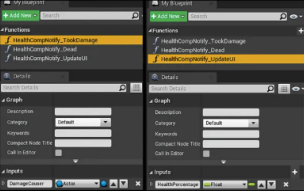 My Blueprint
+ Add New
Search
Functions
HealthCompNotify_TookDamage
HealthCompNotify_Dead
HealthCompNotify_UpdateUI
Details
Search Details
Graph
Description
Category
Default
Keywords
Compact Node Title
Call In Editor
Inputs
DamageCauser
Actor
My Blueprint
+ Add New
Search
Functions
HealthCompNotify_TookDamage
HealthCompNotify_Dead
HealthCompNotify_UpdateUI
Details
Search Details
Graph
Description
Category
Default
Keywords
Compact Node Title
Call In Editor
Inputs
HealthPercentage
Float